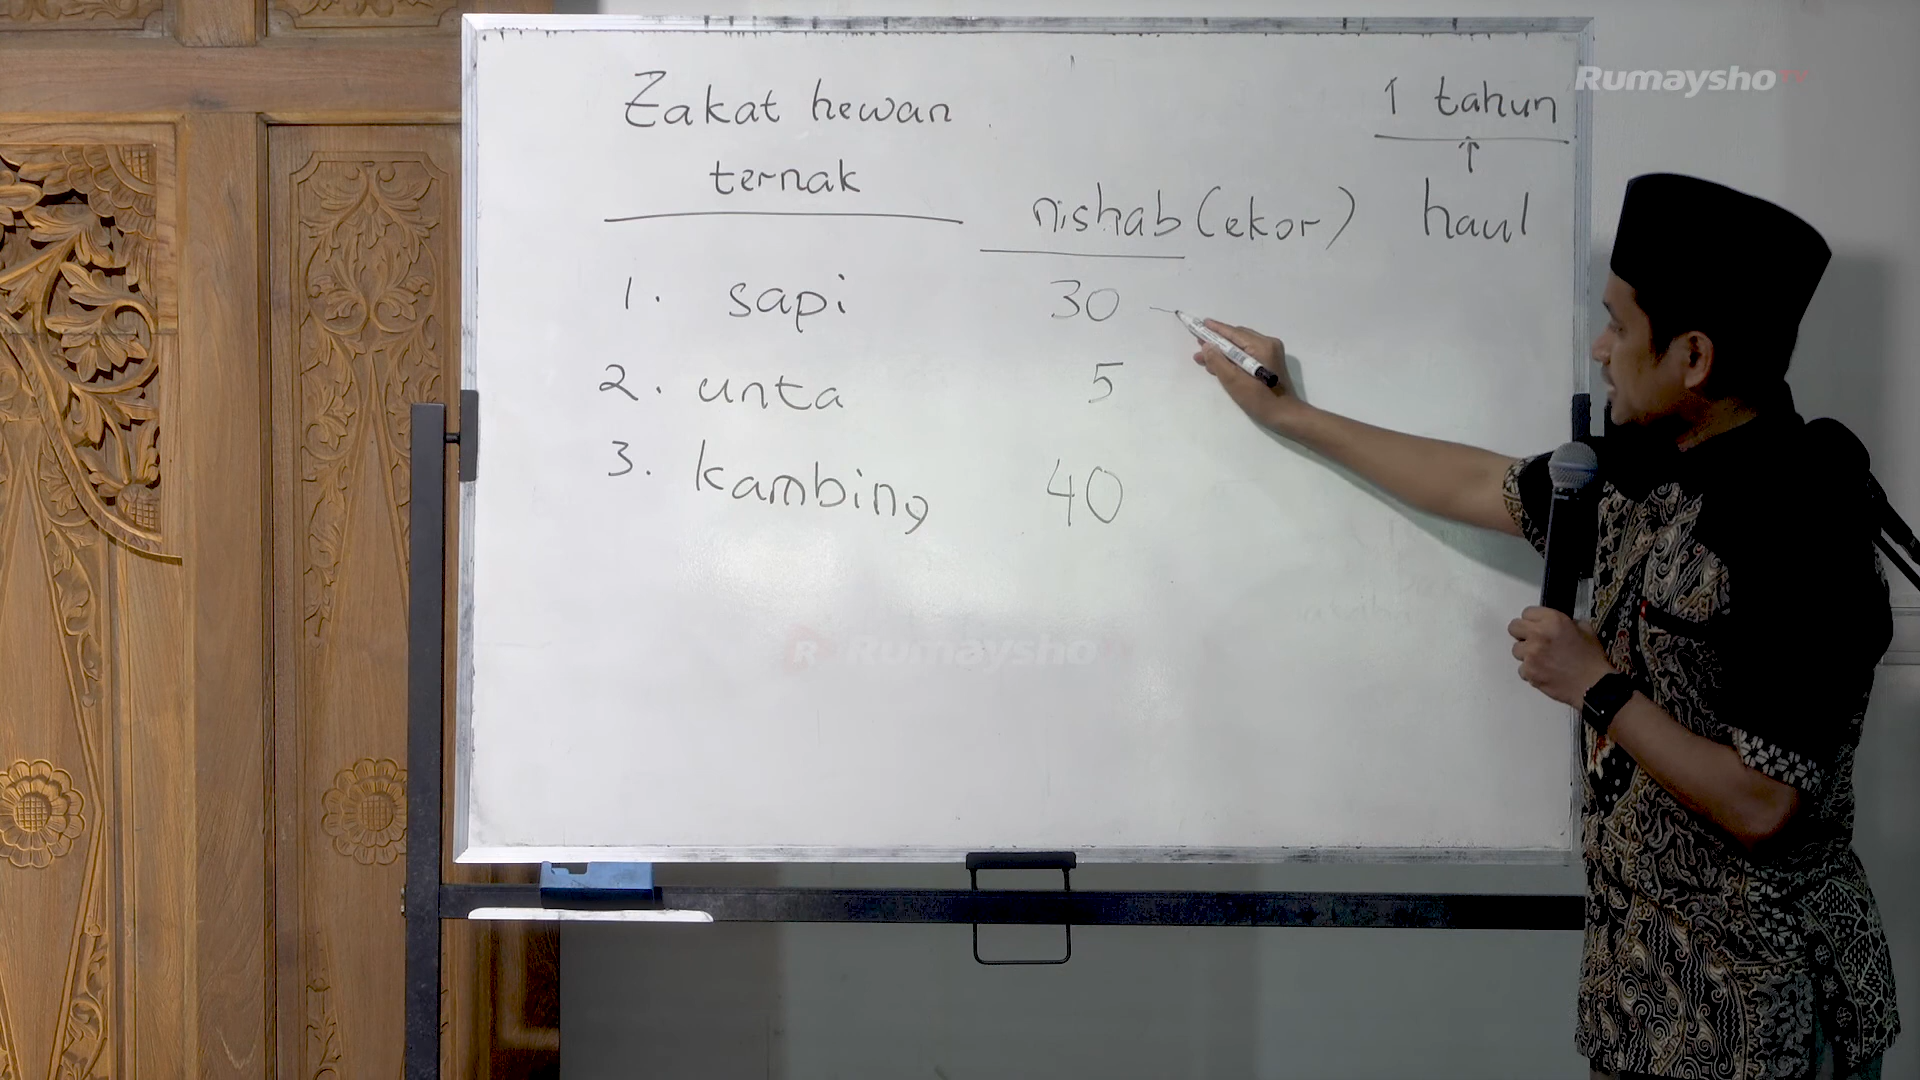 Zakat hewan
ternak
1 tahun
↑
nishab (ekor) haul
1. sapi 30
2. unta 5
3. kambing 40
Rumaysho TV
R Rumaysho